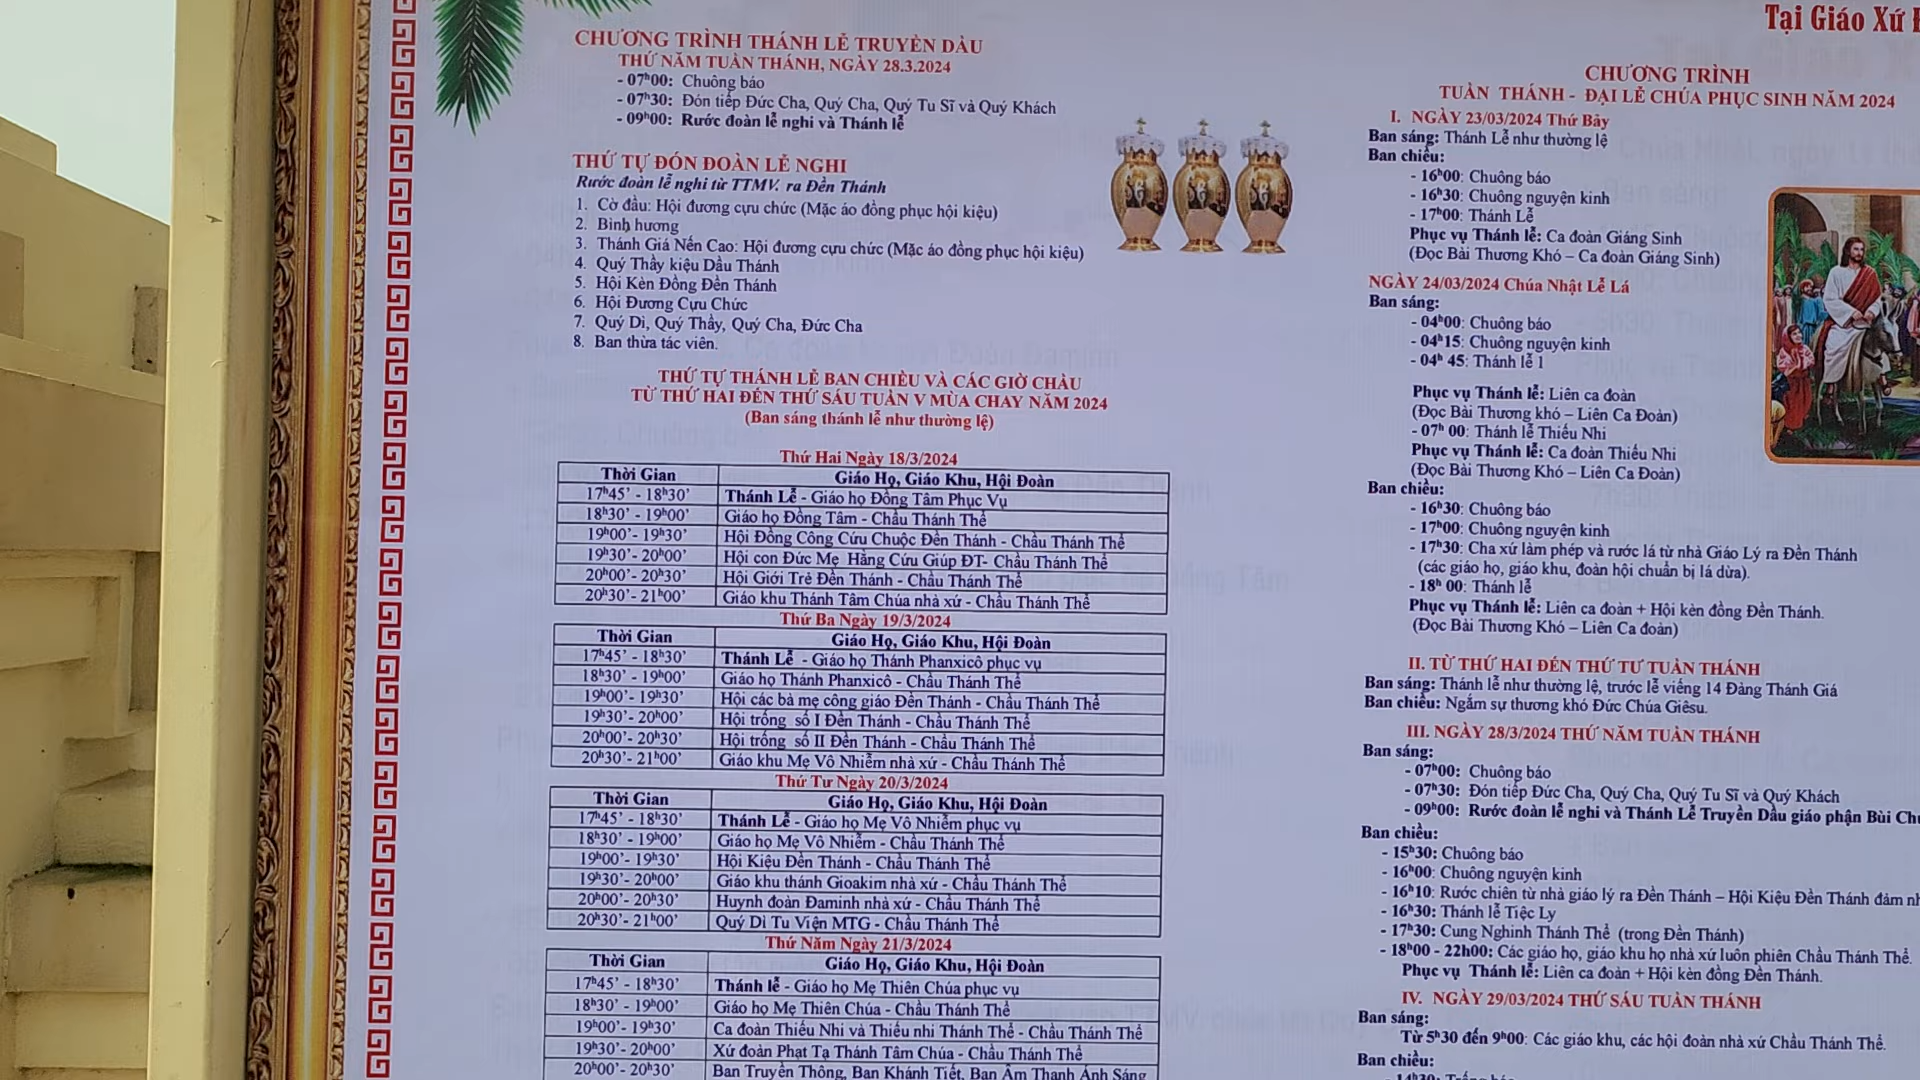 CHƯƠNG TRÌNH THÁNH LỄ TRUYỀN DẦU
THỨ NĂM TUẦN THÁNH, NGÀY 28.3.2024
- 07h00: Chuông báo
- 07h30: Đón tiếp Đức Cha, Quý Cha, Quý Tu Sĩ và Quý Khách
- 09h00: Rước đoàn lễ nghi và Thánh lễ
THỨ TỰ ĐÓN ĐOÀN LỄ NGHI
Rước đoàn lễ nghi từ TTMV. ra Đền Thánh
1. Cờ đầu: Hội đương cựu chức (Mặc áo đồng phục hội kiệu)
2. Bình hương
3. Thánh Giá Nến Cao: Hội đương cựu chức (Mặc áo đồng phục hội kiệu)
4. Quý Thầy kiệu Dầu Thánh
5. Hội Kèn Đồng Đền Thánh
6. Hội Đương Cựu Chức
7. Quý Dì, Quý Thầy, Quý Cha, Đức Cha
8. Ban thừa tác viên.
THỨ TỰ THÁNH LỄ BAN CHIỀU VÀ CÁC GIỜ CHẦU
TỪ THỨ HAI ĐẾN THỨ SÁU TUẦN V MÙA CHAY NĂM 2024
(Ban sáng thánh lễ như thường lệ)
Thứ Hai Ngày 18/3/2024
Thời Gian Giáo Họ, Giáo Khu, Hội Đoàn
17h45' - 18h30' Thánh Lễ - Giáo họ Đồng Tâm Phục Vụ
18h30' - 19h00' Giáo họ Đồng Tâm - Chầu Thánh Thể
19h00'- 19h30' Hội Đồng Công Cứu Chuộc Đền Thánh - Chầu Thánh Thể
19h30'- 20h00' Hội con Đức Mẹ Hằng Cứu Giúp ĐT- Chầu Thánh Thể
20h00'- 20h30' Hội Giới Trẻ Đền Thánh - Chầu Thánh Thể
20h30'- 21h00' Giáo khu Thánh Tâm Chúa nhà xứ - Chầu Thánh Thể
Thứ Ba Ngày 19/3/2024
Thời Gian Giáo Họ, Giáo Khu, Hội Đoàn
17h45' - 18h30' Thánh Lễ - Giáo họ Thánh Phanxicô phục vụ
18h30' - 19h00' Giáo họ Thánh Phanxicô - Chầu Thánh Thể
19h00'- 19h30' Hội các bà mẹ công giáo Đền Thánh - Chầu Thánh Thể
19h30'- 20h00' Hội trống số I Đền Thánh - Chầu Thánh Thể
20h00'- 20h30' Hội trống số II Đền Thánh - Chầu Thánh Thể
20h30'- 21h00' Giáo khu Mẹ Vô Nhiễm nhà xứ - Chầu Thánh Thể
Thứ Tư Ngày 20/3/2024
Thời Gian Giáo Họ, Giáo Khu, Hội Đoàn
17h45' - 18h30' Thánh Lễ - Giáo họ Mẹ Vô Nhiễm phục vụ
18h30' - 19h00' Giáo họ Mẹ Vô Nhiễm - Chầu Thánh Thể
19h00'- 19h30' Hội Kiệu Đền Thánh - Chầu Thánh Thể
19h30'- 20h00' Giáo khu thánh Gioakim nhà xứ - Chầu Thánh Thể
20h00'- 20h30' Huynh đoàn Đaminh nhà xứ - Chầu Thánh Thể
20h30'- 21h00' Quý Dì Tu Viện MTG - Chầu Thánh Thể
Thứ Năm Ngày 21/3/2024
Thời Gian Giáo Họ, Giáo Khu, Hội Đoàn
17h45' - 18h30' Thánh lễ - Giáo họ Mẹ Thiên Chúa phục vụ
18h30' - 19h00' Giáo họ Mẹ Thiên Chúa - Chầu Thánh Thể
19h00'- 19h30' Ca đoàn Thiếu Nhi và Thiếu nhi Thánh Thể - Chầu Thánh Thể
19h30'- 20h00' Xứ đoàn Phạt Tạ Thánh Tâm Chúa - Chầu Thánh Thể
20h00'- 20h30' Ban Truyền Thông, Ban Khánh Tiết, Ban Âm Thanh Ánh Sáng
Tại Giáo Xứ
CHƯƠNG TRÌNH
TUẦN THÁNH - ĐẠI LỄ CHÚA PHỤC SINH NĂM 2024
I. NGÀY 23/03/2024 Thứ Bảy
Ban sáng: Thánh Lễ như thường lệ
Ban chiều:
- 16h00: Chuông báo
- 16h30: Chuông nguyện kinh
- 17h00: Thánh Lễ
Phục vụ Thánh lễ: Ca đoàn Giáng Sinh
(Đọc Bài Thương Khó – Ca đoàn Giáng Sinh)
NGÀY 24/03/2024 Chúa Nhật Lễ Lá
Ban sáng:
- 04h00: Chuông báo
- 04h15: Chuông nguyện kinh
- 04h 45: Thánh lễ 1
Phục vụ Thánh lễ: Liên ca đoàn
(Đọc Bài Thương khó – Liên Ca Đoàn)
- 07h 00: Thánh lễ Thiếu Nhi
Phục vụ Thánh lễ: Ca đoàn Thiếu Nhi
(Đọc Bài Thương Khó – Liên Ca Đoàn)
Ban chiều:
- 16h30: Chuông báo
- 17h00: Chuông nguyện kinh
- 17h30: Cha xứ làm phép và rước lá từ nhà Giáo Lý ra Đền Thánh
(các giáo họ, giáo khu, đoàn hội chuẩn bị lá dừa).
- 18h 00: Thánh lễ
Phục vụ Thánh lễ: Liên ca đoàn + Hội kèn đồng Đền Thánh.
(Đọc Bài Thương Khó – Liên Ca đoàn)
II. TỪ THỨ HAI ĐẾN THỨ TƯ TUẦN THÁNH
Ban sáng: Thánh lễ như thường lệ, trước lễ viếng 14 Đàng Thánh Giá
Ban chiều: Ngắm sự thương khó Đức Chúa Giêsu.
III. NGÀY 28/3/2024 THỨ NĂM TUẦN THÁNH
Ban sáng:
- 07h00: Chuông báo
- 07h30: Đón tiếp Đức Cha, Quý Cha, Quý Tu Sĩ và Quý Khách
- 09h00: Rước đoàn lễ nghi và Thánh Lễ Truyền Dầu giáo phận Bùi Chu
Ban chiều:
- 15h30: Chuông báo
- 16h00: Chuông nguyện kinh
- 16h10: Rước chiên từ nhà giáo lý ra Đền Thánh – Hội Kiệu Đền Thánh đảm nh
- 16h30: Thánh lễ Tiệc Ly
- 17h30: Cung Nghinh Thánh Thể (trong Đền Thánh)
- 18h00 - 22h00: Các giáo họ, giáo khu họ nhà xứ luôn phiên Chầu Thánh Thể.
Phục vụ Thánh lễ: Liên ca đoàn + Hội kèn đồng Đền Thánh.
IV. NGÀY 29/03/2024 THỨ SÁU TUẦN THÁNH
Ban sáng:
Từ 5h30 đến 9h00: Các giáo khu, các hội đoàn nhà xứ Chầu Thánh Thể.
Ban chiều: